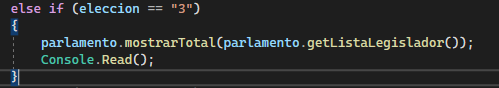 else if (eleccion == "3")
{
parlamento.mostrarTotal(parlamento.getListaLegislador());
Console.Read();
}